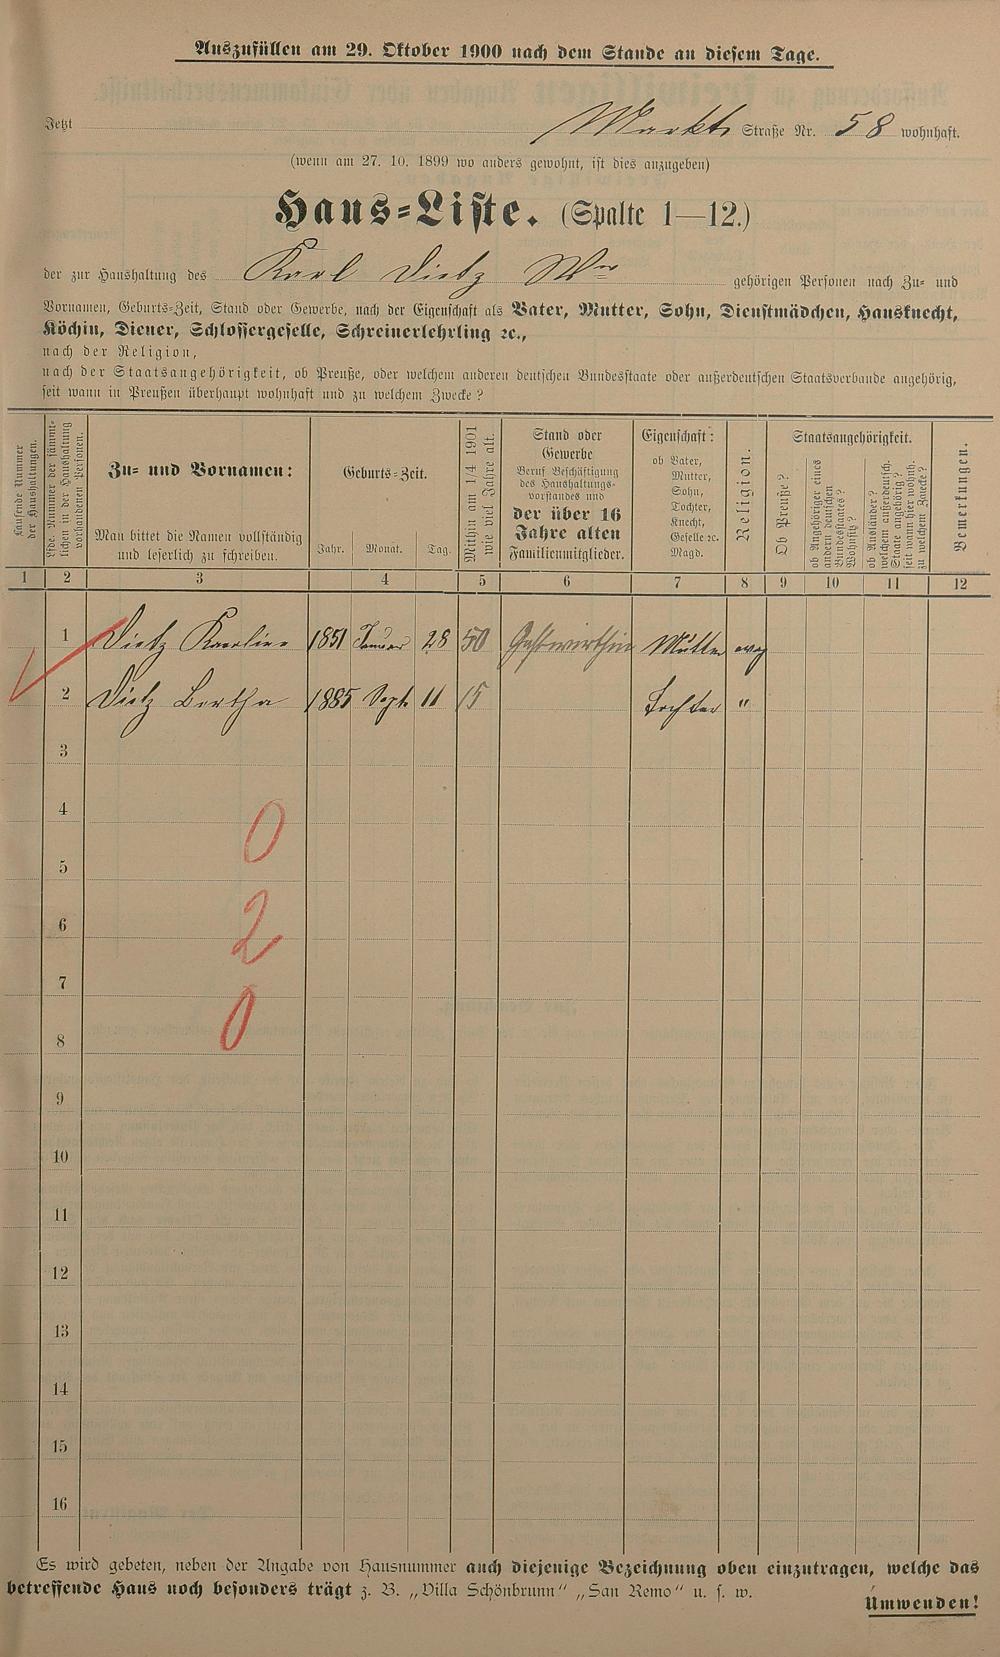 Auszufüllen am 29. Oktober 1900 nach dem Stande an diesem Tage.
Jetzt Markt Straße Nr. 58 wohnhaft.
(wenn am 27. 10. 1899 wo anders gewohnt, ist dies anzugeben)
Haus-Liste. (Spalte 1—12.)
der zur Haushaltung des Karl Dietz Wwe gehörigen Personen nach Zu- und
Vornamen, Geburts-Zeit, Stand oder Gewerbe, nach der Eigenschaft als Vater, Mutter, Sohn, Dienstmädchen, Hausknecht,
Köchin, Diener, Schlossergeselle, Schreinerlehrling ꝛc.,
nach der Religion,
nach der Staatsangehörigkeit, ob Preuße, oder welchem anderen deutschen Bundesstaate oder außerdeutschen Staatsverbande angehörig,
seit wann in Preußen überhaupt wohnhaft und zu welchem Zwecke?
Laufende Nummer
der Haushaltungen.
Lfde. Nummer der sämmt-
lichen in der Haushaltung
vorhandenen Personen.
Zu- und Vornamen:
Man bittet die Namen vollständig
und leserlich zu schreiben.
Geburts-Zeit.
Jahr. Monat. Tag.
Mithin am 1/4 1901
wie viel Jahre alt.
Stand oder
Gewerbe
Beruf Beschäftigung
des Haushaltungs-
vorstandes und
der über 16
Jahre alten
Familienmitglieder.
Eigenschaft:
ob Vater,
Mutter,
Sohn,
Tochter,
Knecht,
Geselle ꝛc.
Magd.
Religion.
Staatsangehörigkeit.
Ob Preuße?
ob Angehöriger eines
andern deutschen
Bundesstaates?
Wohnsitz?
ob Ausländer?
welchem außerdeutsch.
Staate angehörig?
seit wann hier wohnh.
zu welchem Zwecke?
Bemerkungen.
1 2 3 4 5 6 7 8 9 10 11 12
1 Dietz Karoline 1851 Januar 28 50 Gastwirthin Mutter evg
2 Dietz Bertha 1885 Sept 11 15 Tochter "
3
4
0
5
6
2
7
0
8
9
10
11
12
13
14
15
16
Es wird gebeten, neben der Angabe von Hausnummer auch diejenige Bezeichnung oben einzutragen, welche das
betreffende Haus noch besonders trägt z. B. „Villa Schönbrunn" „San Remo" u. s. w.
Umwenden!